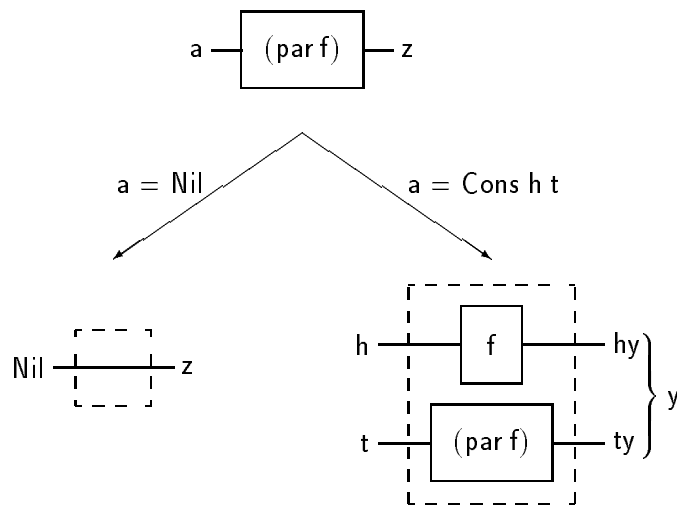 a (par f) z
a = Nil
a = Cons h t
Nil z
h f hy
y
t (par f) ty